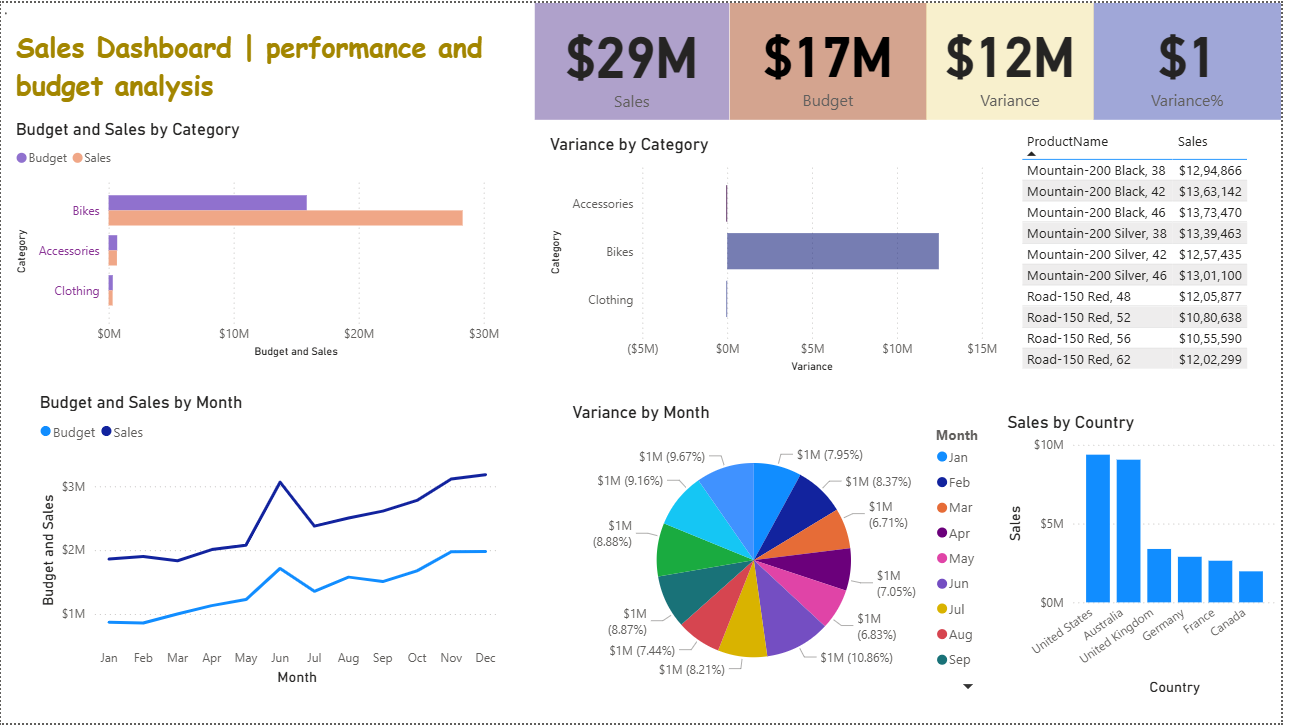 Sales Dashboard | performance and
budget analysis
$29M
Sales
$17M
Budget
$12M
Variance
$1
Variance%
Budget and Sales by Category
Budget Sales
Category
Bikes
Accessories
Clothing
$0M $10M $20M $30M
Budget and Sales
Variance by Category
Category
Accessories
Bikes
Clothing
($5M) $0M $5M $10M $15M
Variance
ProductName Sales
Mountain-200 Black, 38 $12,94,866
Mountain-200 Black, 42 $13,63,142
Mountain-200 Black, 46 $13,73,470
Mountain-200 Silver, 38 $13,39,463
Mountain-200 Silver, 42 $12,57,435
Mountain-200 Silver, 46 $13,01,100
Road-150 Red, 48 $12,05,877
Road-150 Red, 52 $10,80,638
Road-150 Red, 56 $10,55,590
Road-150 Red, 62 $12,02,299
Budget and Sales by Month
Budget Sales
Budget and Sales
$3M
$2M
$1M
Jan Feb Mar Apr May Jun Jul Aug Sep Oct Nov Dec
Month
Variance by Month
$1M (7.95%)
$1M (8.37%)
$1M
(6.71%)
$1M
(7.05%)
$1M
(6.83%)
$1M (10.86%)
$1M (8.21%)
$1M (7.44%)
$1M
(8.87%)
$1M
(8.88%)
$1M (9.16%)
$1M (9.67%)
Month
Jan
Feb
Mar
Apr
May
Jun
Jul
Aug
Sep
Sales by Country
Sales
$10M
$5M
$0M
United States
Australia
United Kingdom
Germany
France
Canada
Country